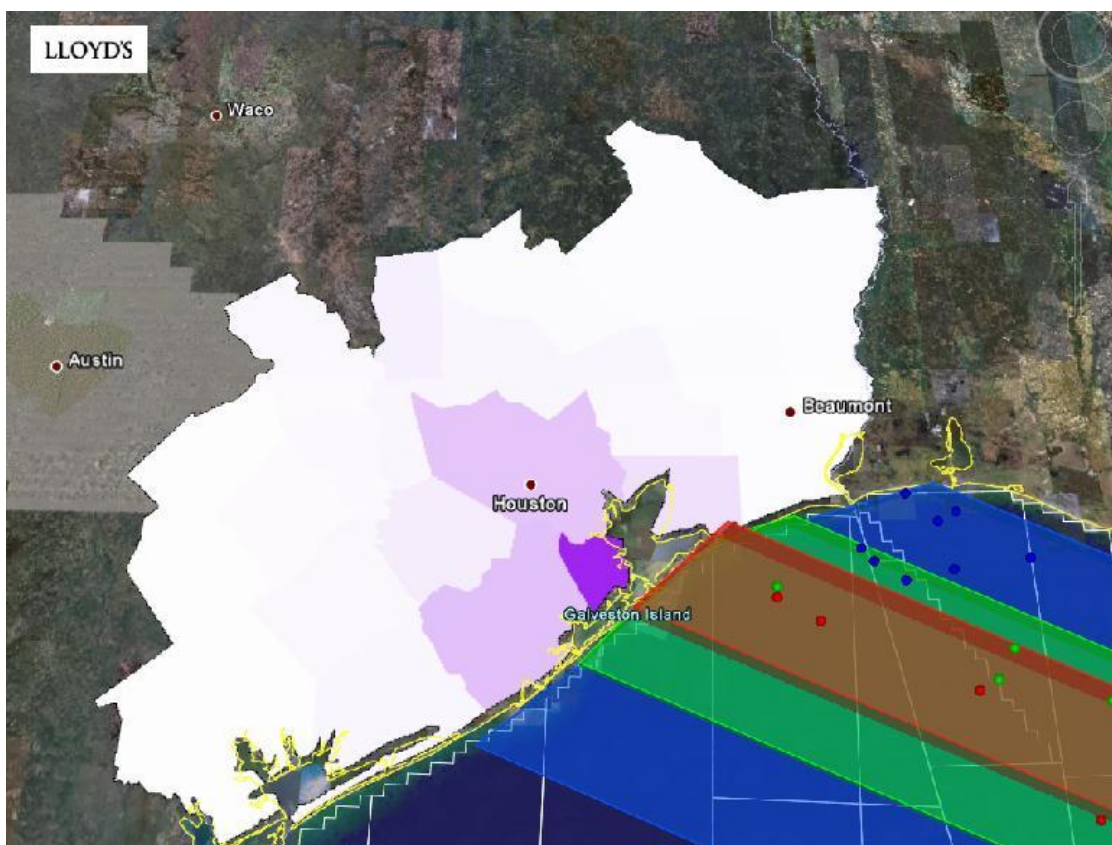 LLOYD'S
Waco
Austin
Beaumont
Houston
Galveston Island